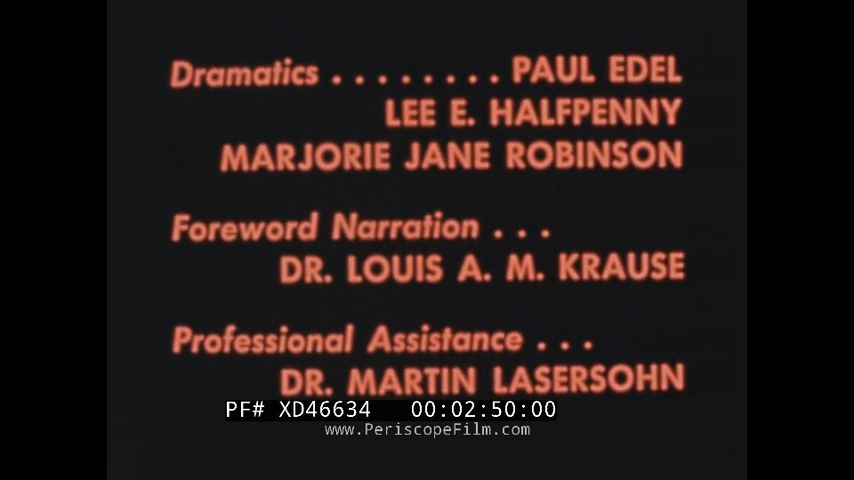 Dramatics . . . . . . . . PAUL EDEL
LEE E. HALFPENNY
MARJORIE JANE ROBINSON
Foreword Narration . . .
DR. LOUIS A. M. KRAUSE
Professional Assistance . . .
DR. MARTIN LASERSOHN
PF# XD46634 00:02:50:00
www.PeriscopeFilm.com